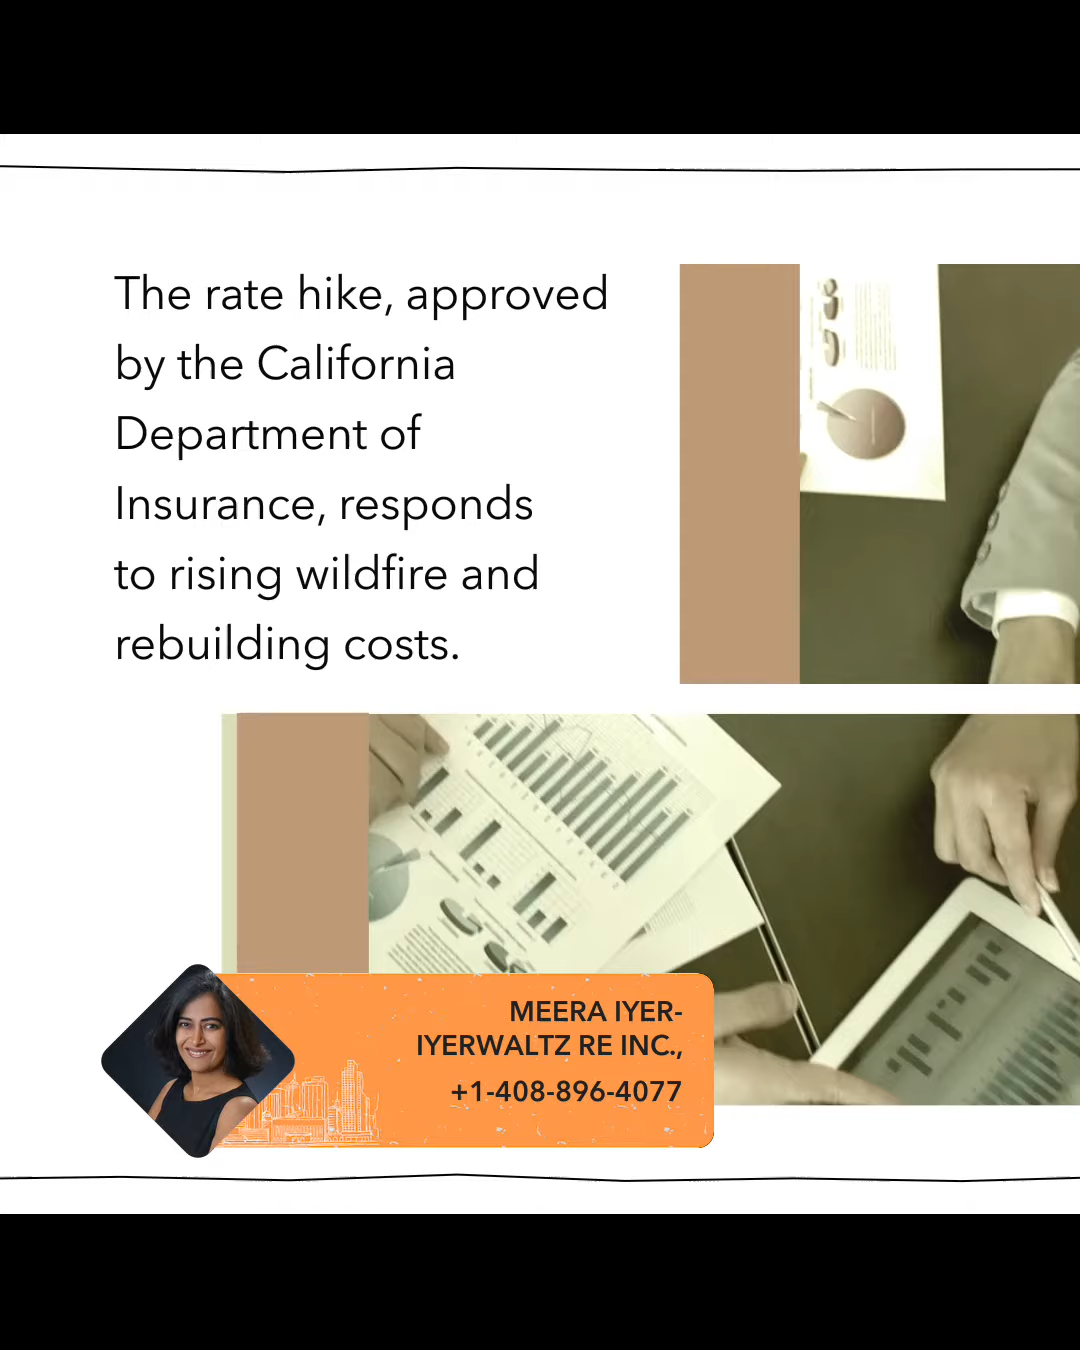 The rate hike, approved
by the California
Department of
Insurance, responds
to rising wildfire and
rebuilding costs.
MEERA IYER-
IYERWALTZ RE INC.,
+1-408-896-4077